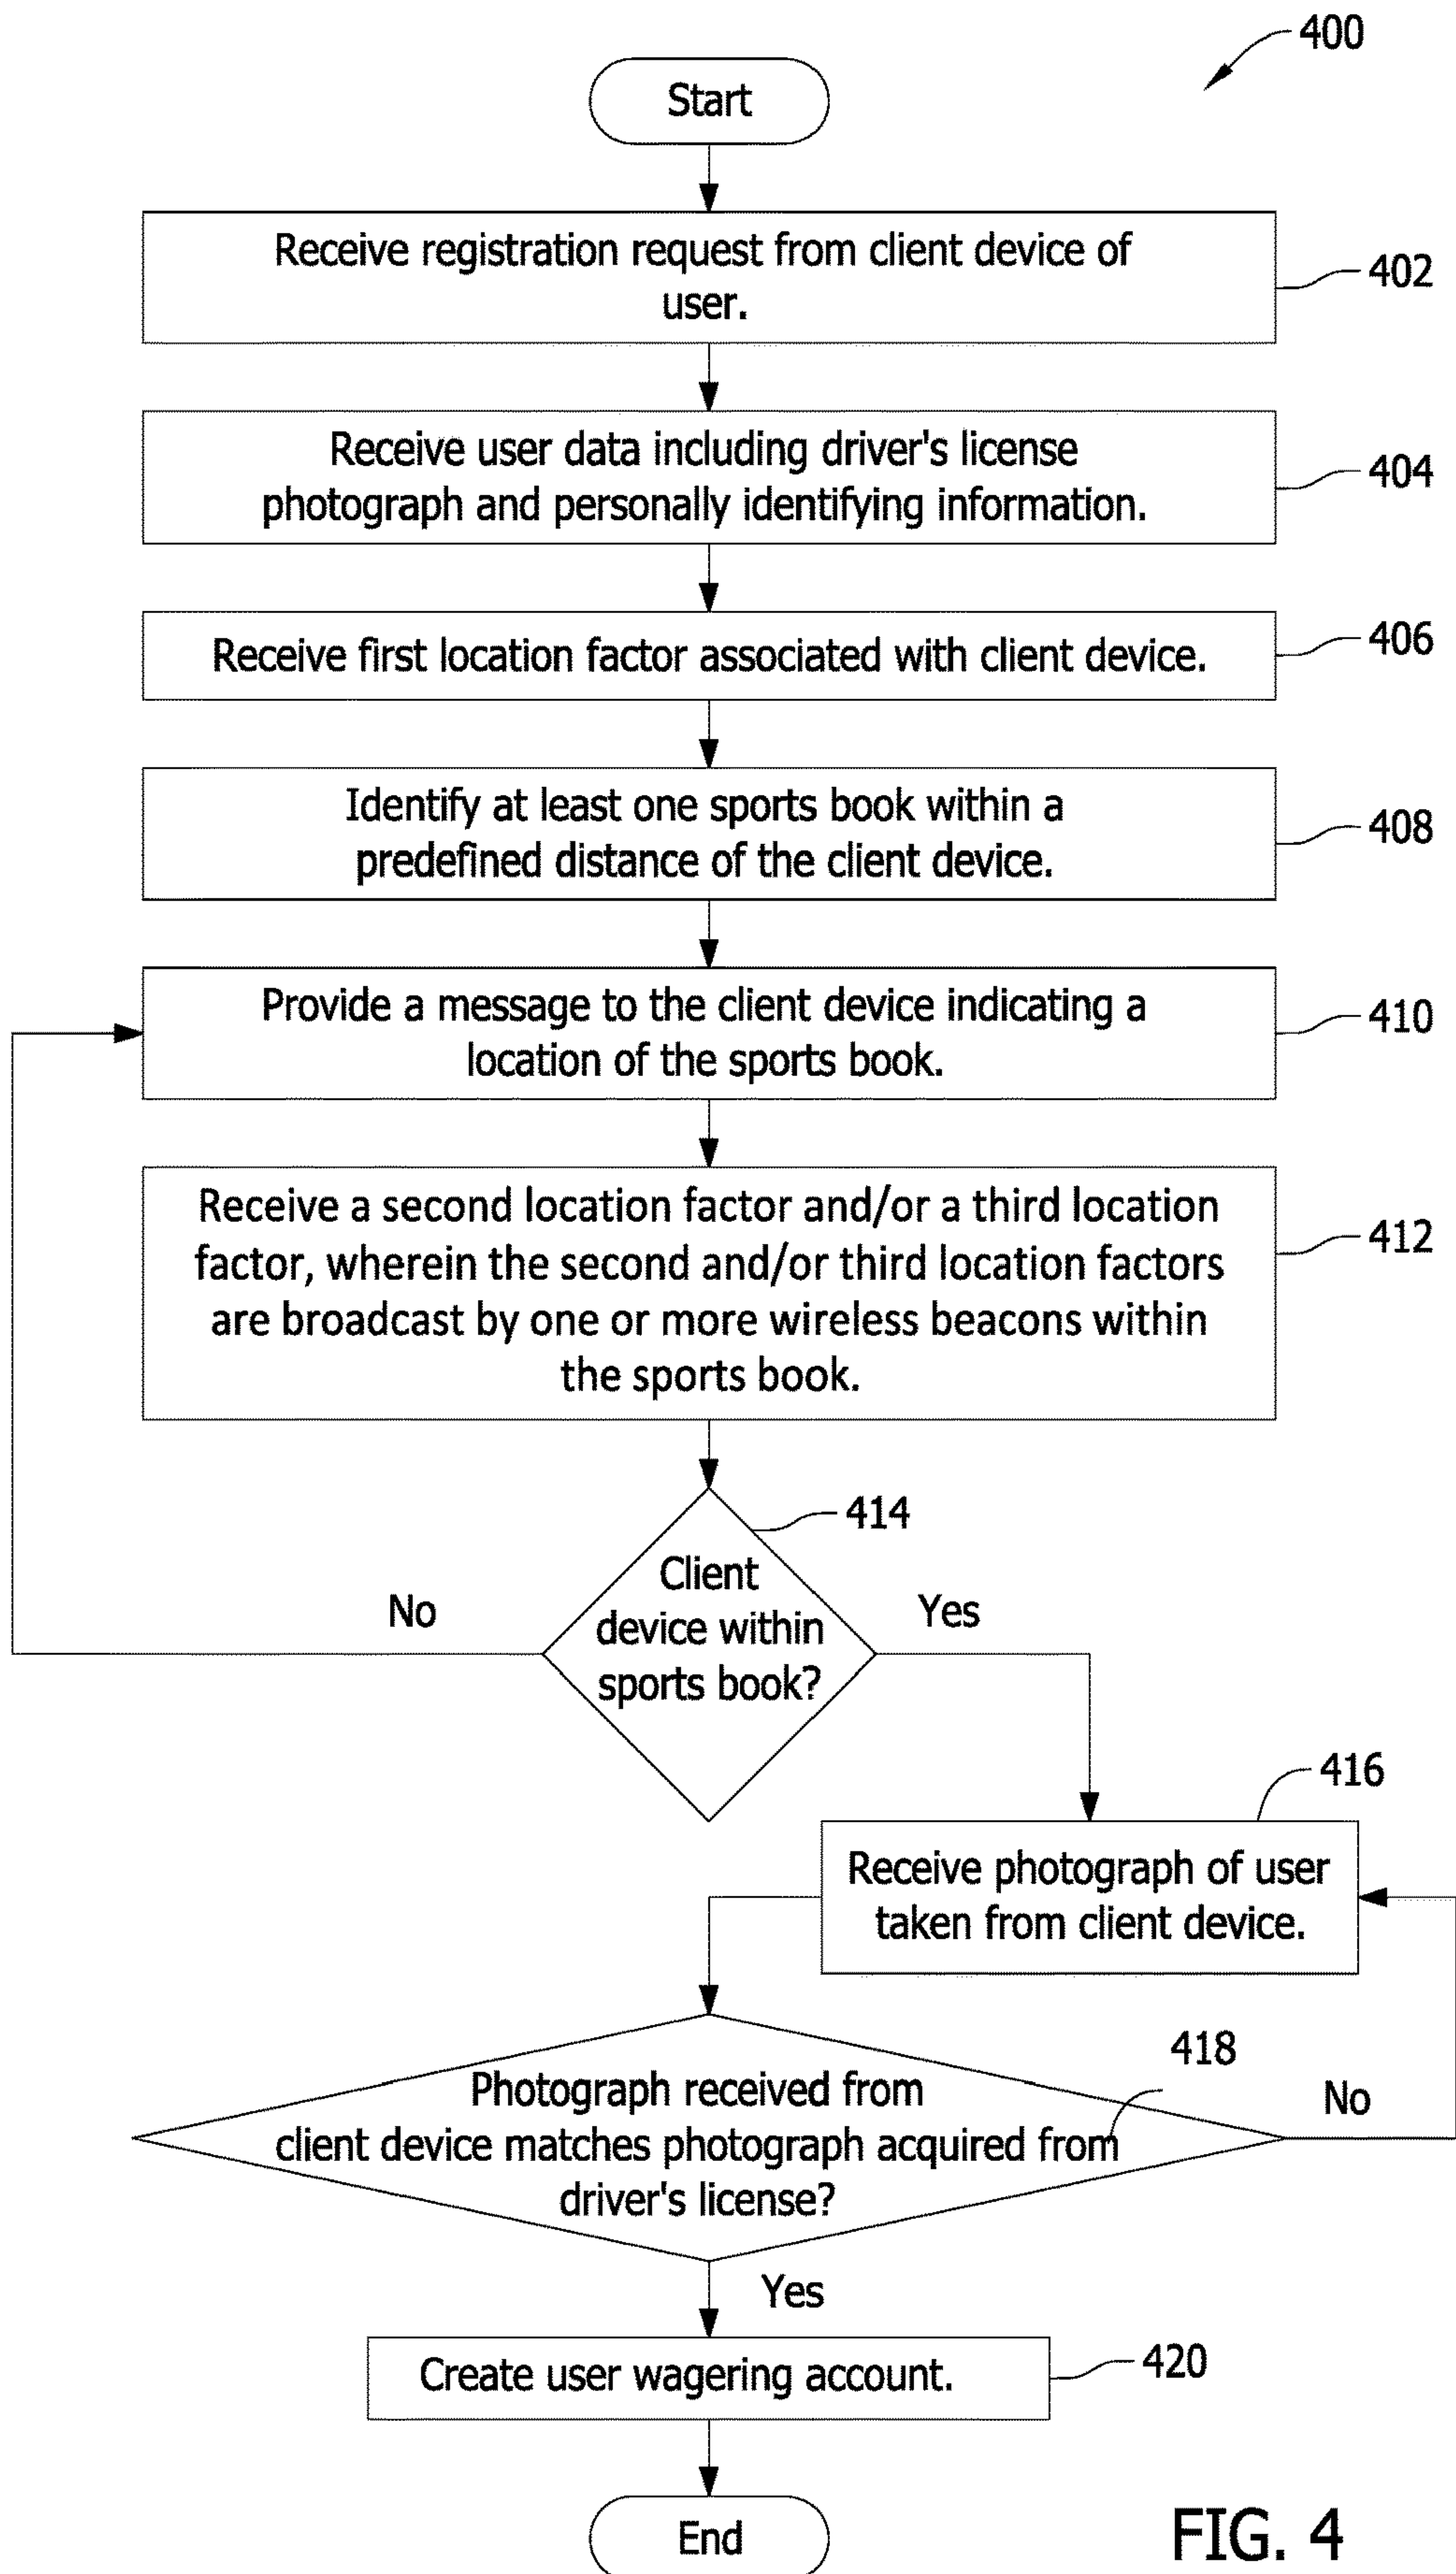 400
Start
Receive registration request from client device of
user.
402
Receive user data including driver's license
photograph and personally identifying information.
404
Receive first location factor associated with client device.
406
Identify at least one sports book within a
predefined distance of the client device.
408
Provide a message to the client device indicating a
location of the sports book.
410
Receive a second location factor and/or a third location
factor, wherein the second and/or third location factors
are broadcast by one or more wireless beacons within
the sports book.
412
414
Client
device within
sports book?
No
Yes
416
Receive photograph of user
taken from client device.
418
Photograph received from
client device matches photograph acquired from
driver's license?
No
Yes
Create user wagering account.
420
End
FIG. 4